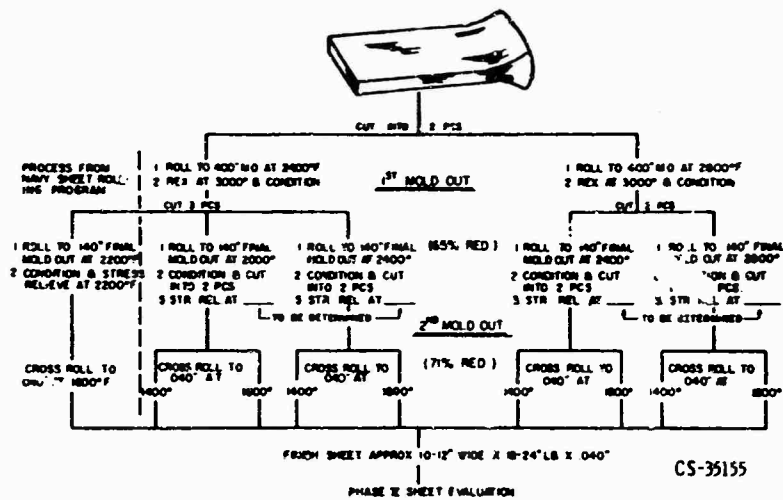 CUT INTO 2 PCS
PROCESS FROM NAVY SHEET ROLLING PROGRAM
1 ROLL TO 400" MO AT 2400°F
2 REX AT 3000° & CONDITION
1ST MOLD OUT
1 ROLL TO 400" MO AT 2800°F
2 REX AT 3000° & CONDITION
CUT 3 PCS
CUT 2 PCS
1 ROLL TO 140" FINAL
MOLD OUT AT 2200°F
2 CONDITION & STRESS
RELIEVE AT 2200°F
1 ROLL TO 140" FINAL
MOLD OUT AT 2000°
2 CONDITION & CUT
INTO 2 PCS
3 STR REL AT
1 ROLL TO 140" FINAL
MOLD OUT AT 2400°
2 CONDITION & CUT
INTO 2 PCS
3 STR REL AT
TO BE DETERMINED
(65% RED)
1 ROLL TO 140" FINAL
MOLD OUT AT 2400°
2 CONDITION & CUT
INTO 2 PCS
3 STR REL AT
1 ROLL TO 140" FINAL
OUT AT
& CUT
PCS.
3 STR REL AT
TO BE DETERMINED
2ND MOLD OUT
(71% RED)
CROSS ROLL TO
1800°F
CROSS ROLL TO
040" AT
1400°
1800°
CROSS ROLL TO
040" AT
1400°
1800°
CROSS ROLL TO
040" AT
1400°
1800°
CROSS ROLL TO
040" AT
1400°
1800°
FINISH SHEET APPROX 10-12" WIDE X 18-24" LG X .040"
CS-35155
PHASE II SHEET EVALUATION